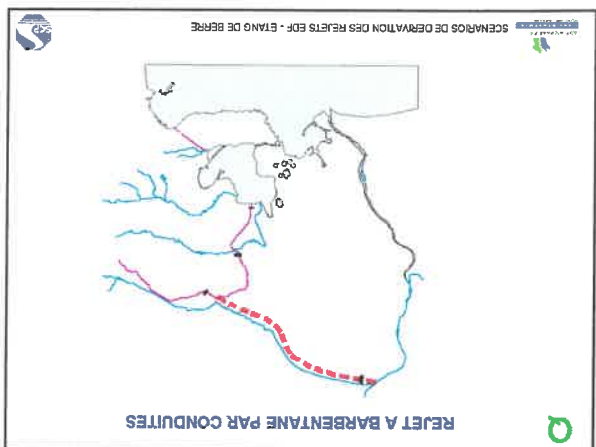 REJET A BARBENTANE PAR CONDUITES
SCENARIOS DE DERIVATION DES REJETS EDF - ETANG DE BERRE